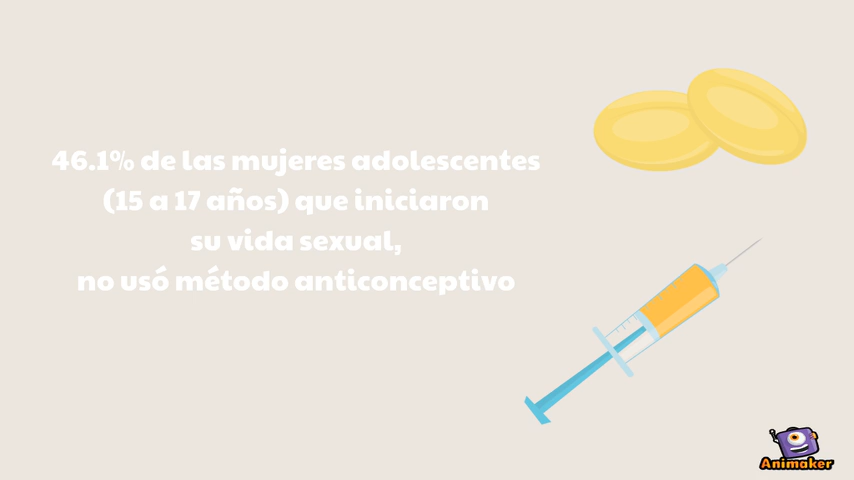 46.1% de las mujeres adolescentes
(15 a 17 años) que iniciaron
su vida sexual,
no usó método anticonceptivo
Animaker